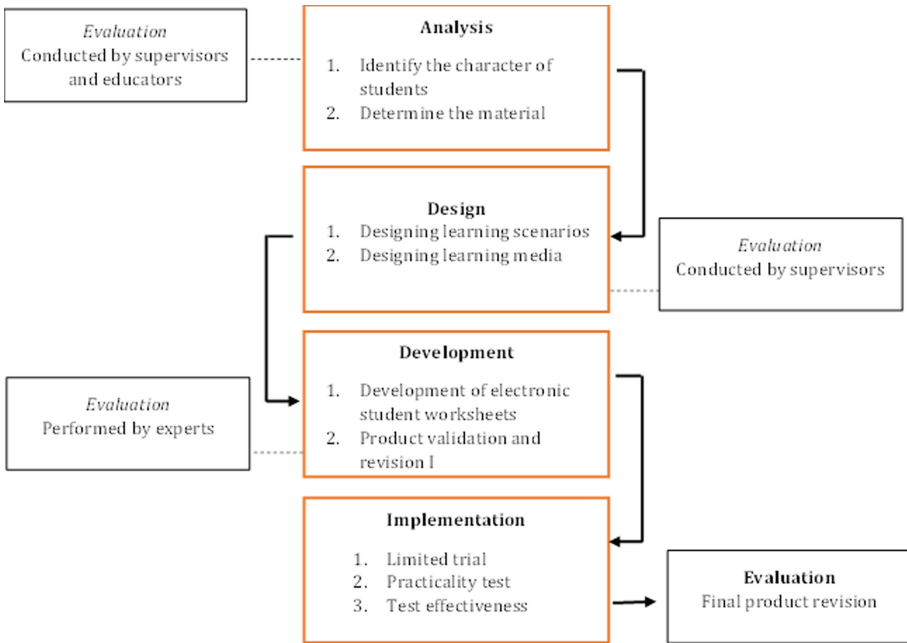 Evaluation
Conducted by supervisors
and educators
Analysis
1. Identify the character of
students
2. Determine the material
Design
1. Designing learning scenarios
2. Designing learning media
Evaluation
Conducted by supervisors
Development
1. Development of electronic
student worksheets
2. Product validation and
revision I
Evaluation
Performed by experts
Implementation
1. Limited trial
2. Practicality test
3. Test effectiveness
Evaluation
Final product revision